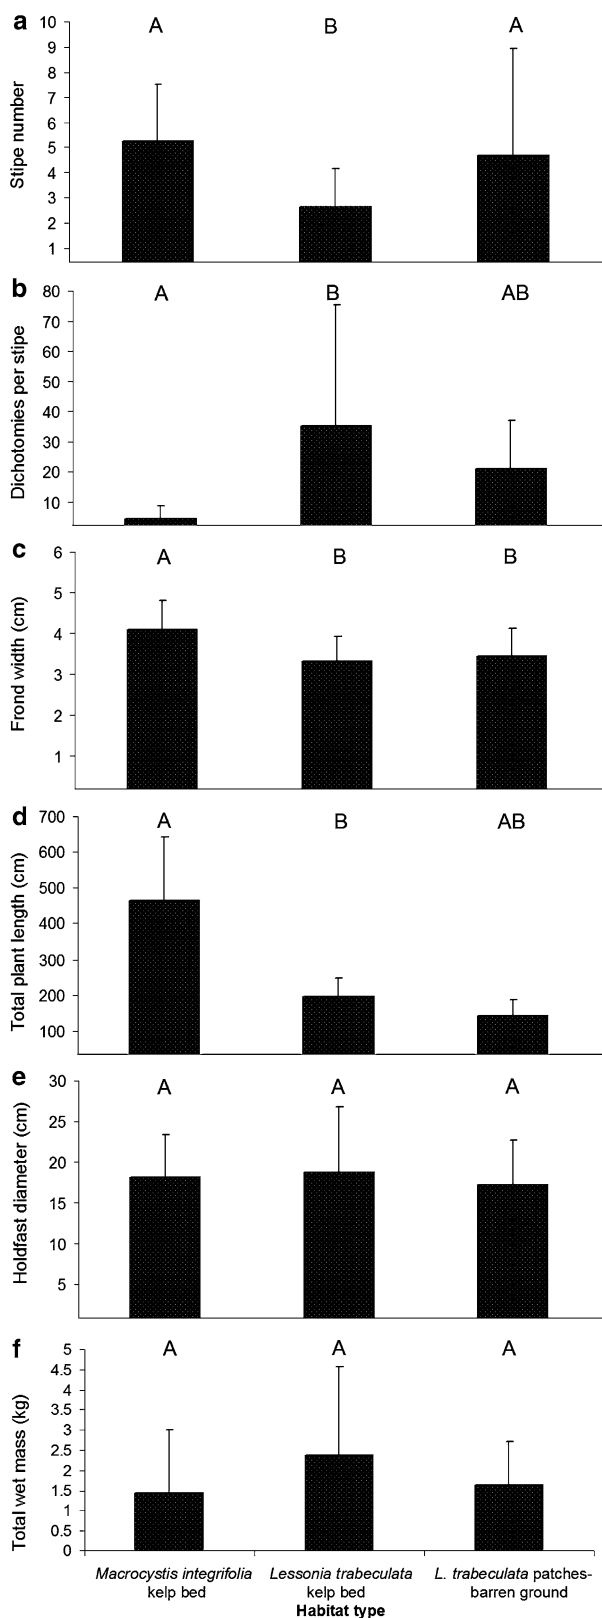 a
Stipe number
10
9
8
7
6
5
4
3
2
1
A B A
b
Dichotomies per stipe
80
70
60
50
40
30
20
10
A B AB
c
Frond width (cm)
6
5
4
3
2
1
A B B
d
Total plant length (cm)
700
600
500
400
300
200
100
A B AB
e
Holdfast diameter (cm)
30
25
20
15
10
5
A A A
f
Total wet mass (kg)
5
4.5
4
3.5
3
2.5
2
1.5
1
0.5
0
A A A
Macrocystis integrifolia
kelp bed
Lessonia trabeculata
kelp bed
L. trabeculata patches-
barren ground
Habitat type